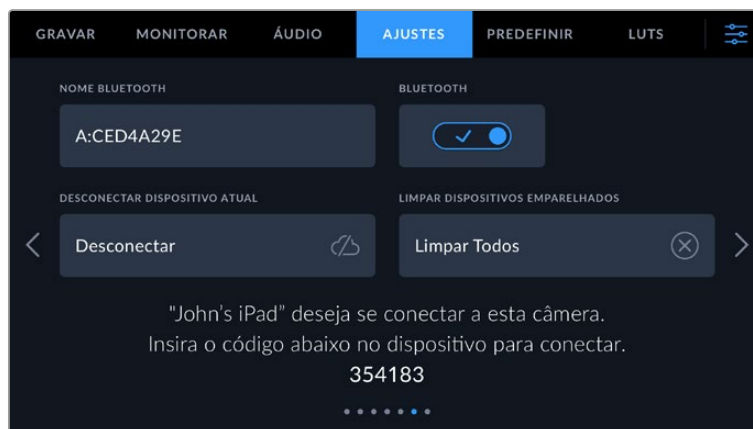 GRAVAR MONITORAR ÁUDIO AJUSTES PREDEFINIR LUTS
NOME BLUETOOTH BLUETOOTH
A:CED4A29E
DESCONECTAR DISPOSITIVO ATUAL LIMPAR DISPOSITIVOS EMPARELHADOS
Desconectar Limpar Todos
"John’s iPad” deseja se conectar a esta câmera.
Insira o código abaixo no dispositivo para conectar.
354183